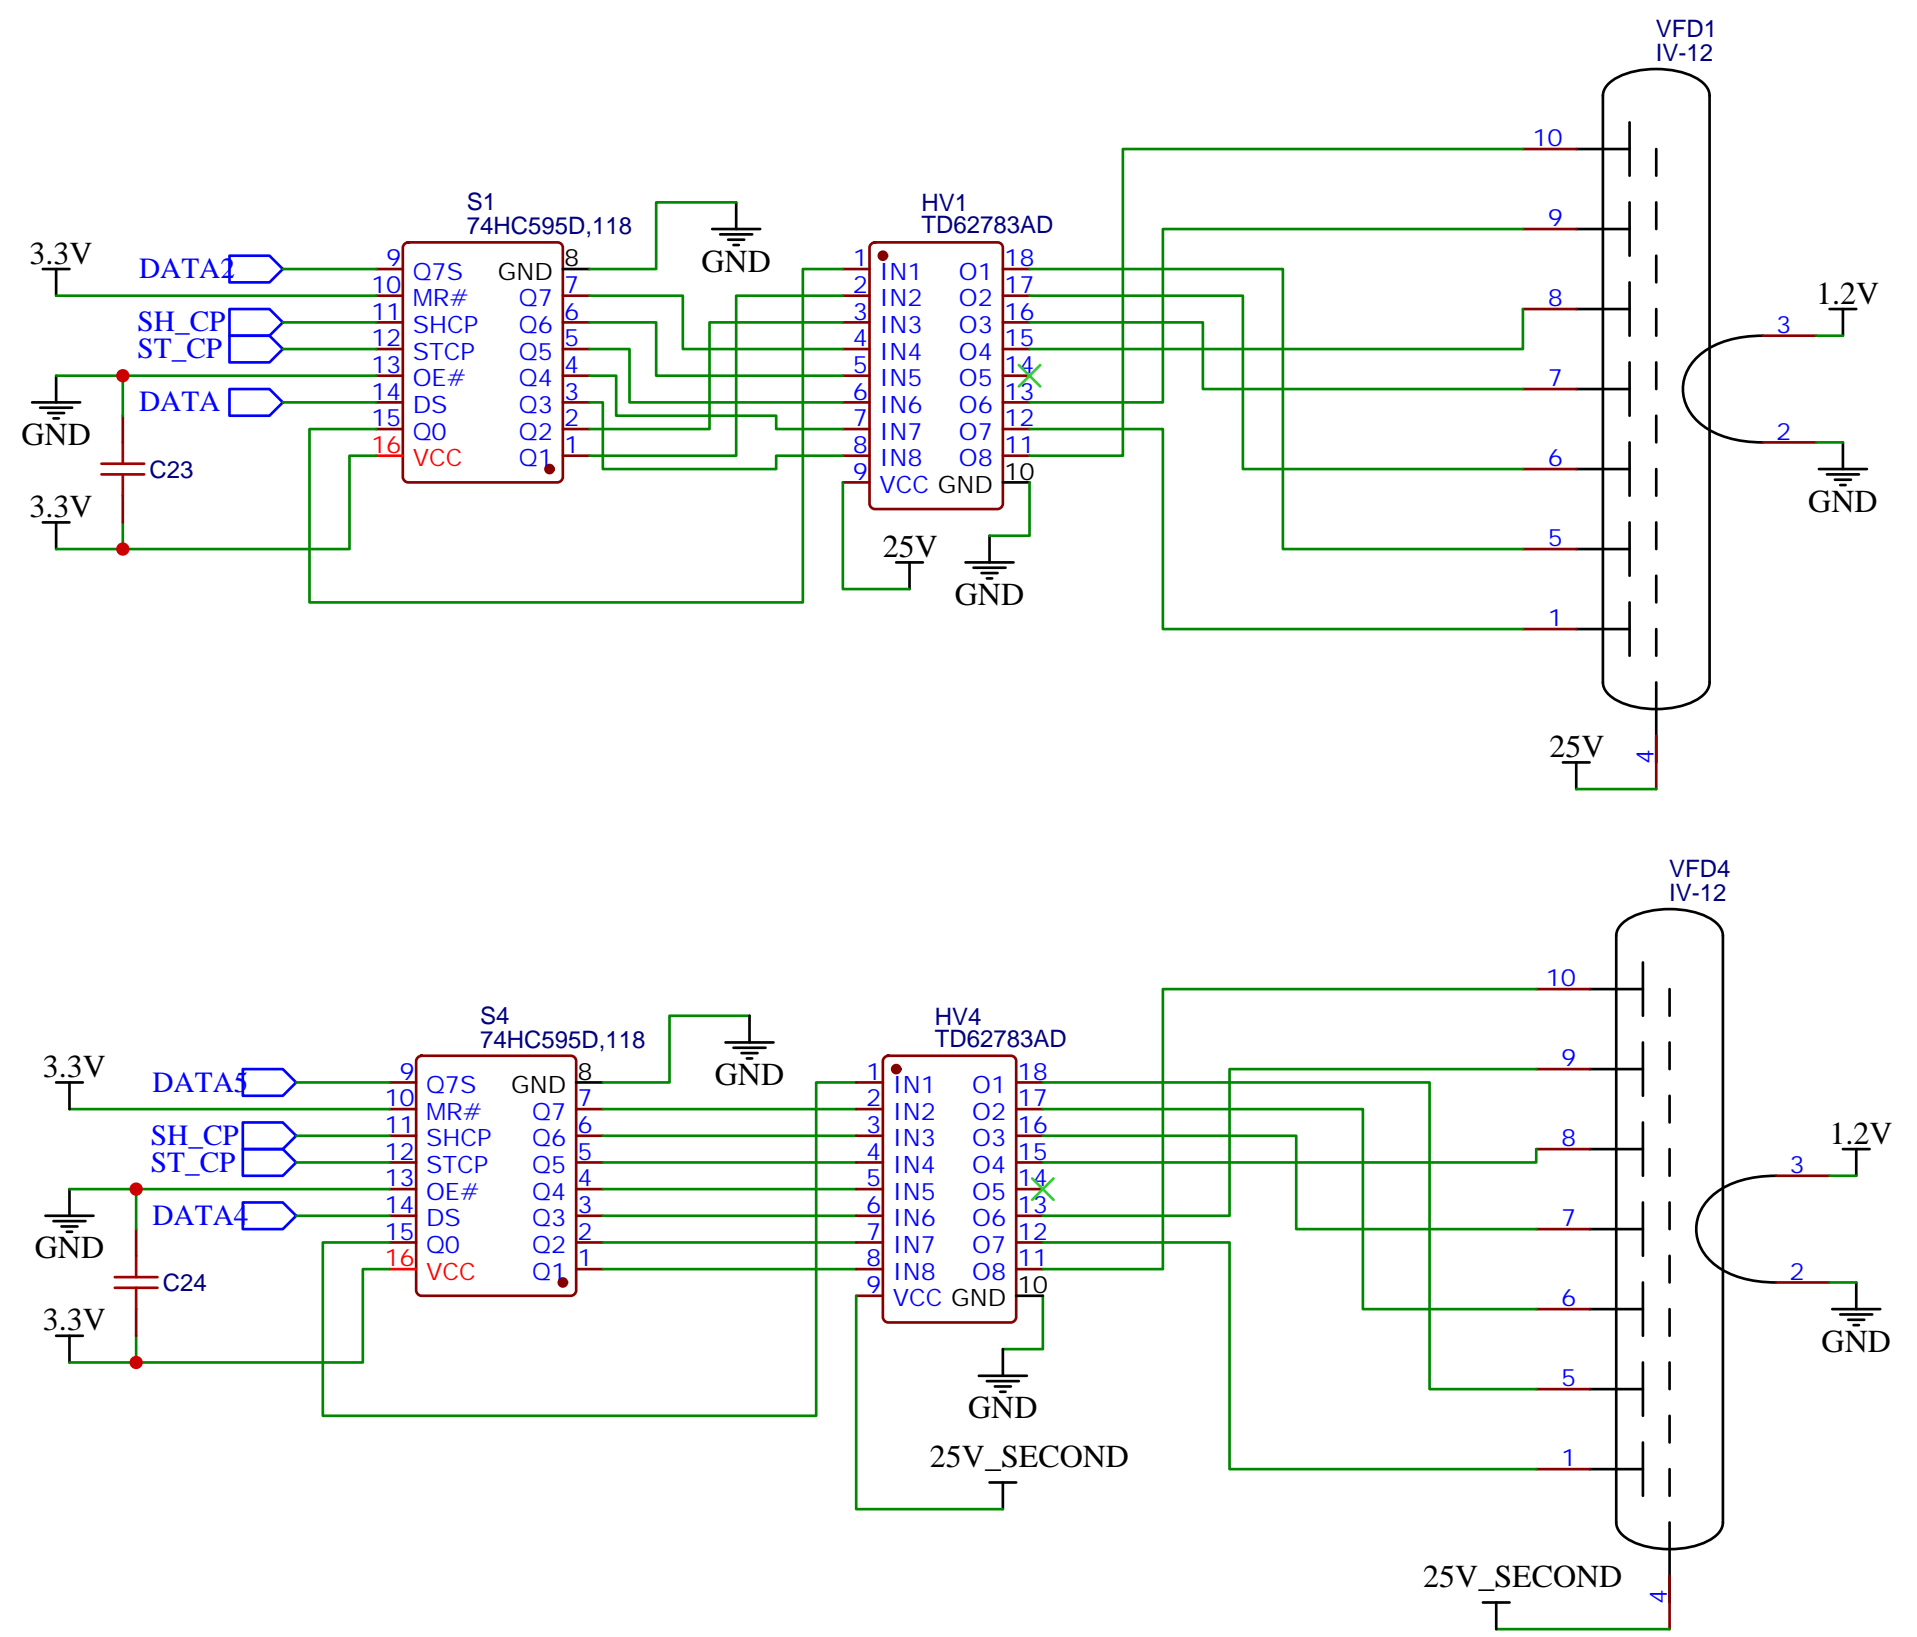 VFD1
IV-12
10
S1
74HC595D,118
HV1
TD62783AD
9
3.3V
DATA2
9
Q7S
GND
8
GND
1
IN1
O1
18
10
MR#
Q7
7
2
IN2
O2
17
8
1.2V
SH_CP
11
SHCP
Q6
6
3
IN3
O3
16
3
ST_CP
12
STCP
Q5
5
4
IN4
O4
15
13
OE#
Q4
4
5
IN5
O5
14
7
GND
DATA
14
DS
Q3
3
6
IN6
O6
13
15
Q0
Q2
2
7
IN7
O7
12
2
16
VCC
Q1
1
8
IN8
O8
11
6
C23
9
VCC
GND
10
GND
3.3V
25V
GND
5
1
25V
4
VFD4
IV-12
10
S4
74HC595D,118
HV4
TD62783AD
9
3.3V
DATA5
9
Q7S
GND
8
GND
1
IN1
O1
18
10
MR#
Q7
7
2
IN2
O2
17
8
1.2V
SH_CP
11
SHCP
Q6
6
3
IN3
O3
16
ST_CP
12
STCP
Q5
5
4
IN4
O4
15
3
13
OE#
Q4
4
5
IN5
O5
14
GND
DATA4
14
DS
Q3
3
6
IN6
O6
13
7
15
Q0
Q2
2
7
IN7
O7
12
16
VCC
Q1
1
8
IN8
O8
11
2
C24
9
VCC
GND
10
6
GND
3.3V
GND
5
25V_SECOND
1
25V_SECOND
4